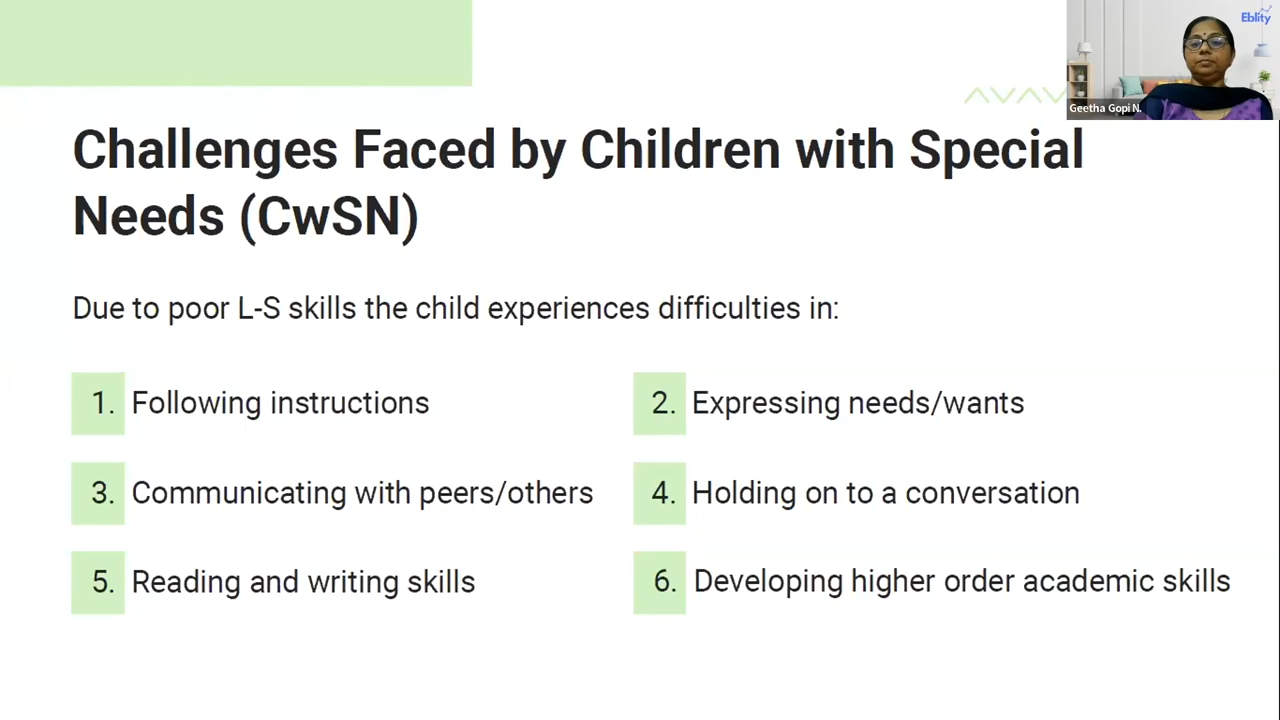 Eblity
Geetha Gopi N.
Challenges Faced by Children with Special
Needs (CwSN)
Due to poor L-S skills the child experiences difficulties in:
1. Following instructions
2. Expressing needs/wants
3. Communicating with peers/others
4. Holding on to a conversation
5. Reading and writing skills
6. Developing higher order academic skills